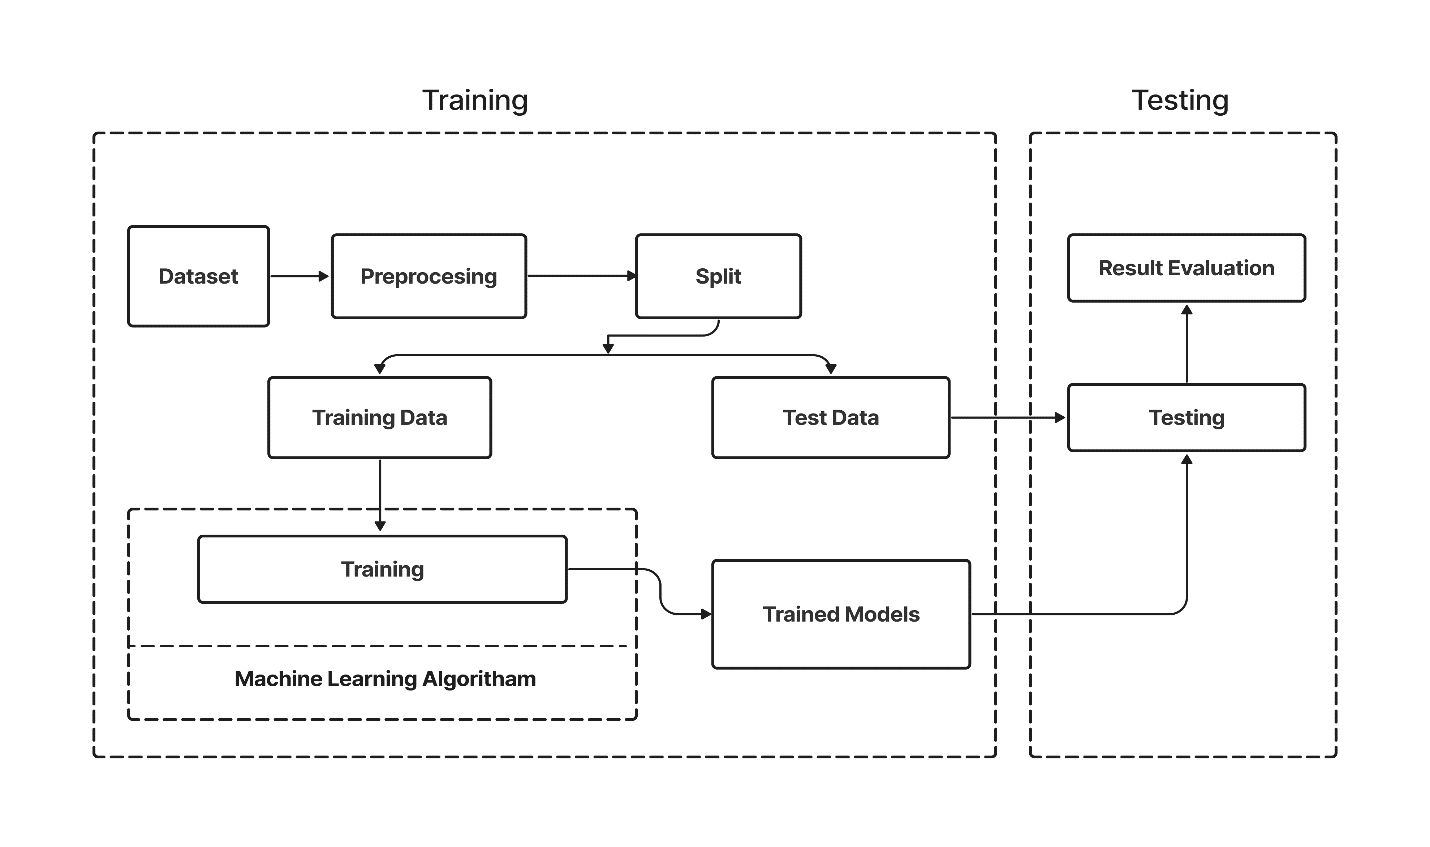 Training
Testing
Dataset
Preprocesing
Split
Result Evaluation
Training Data
Test Data
Testing
Training
Trained Models
Machine Learning Algoritham